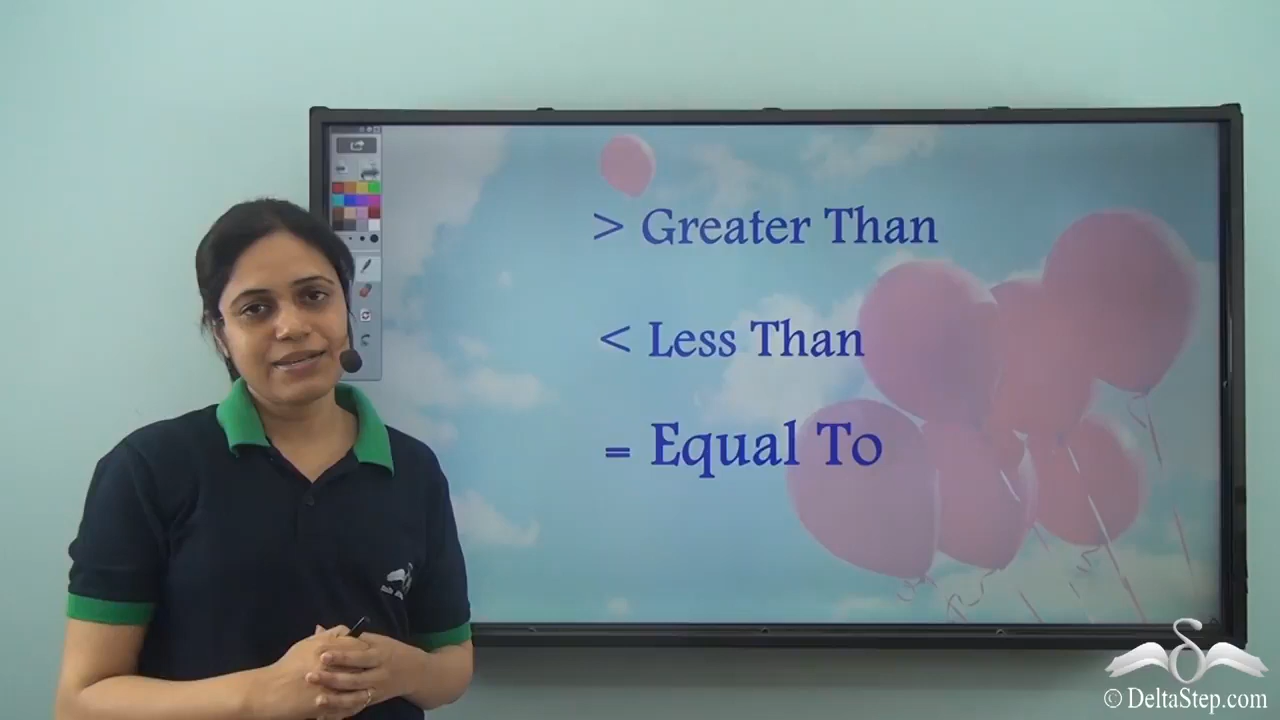 > Greater Than
< Less Than
= Equal To
© DeltaStep.com